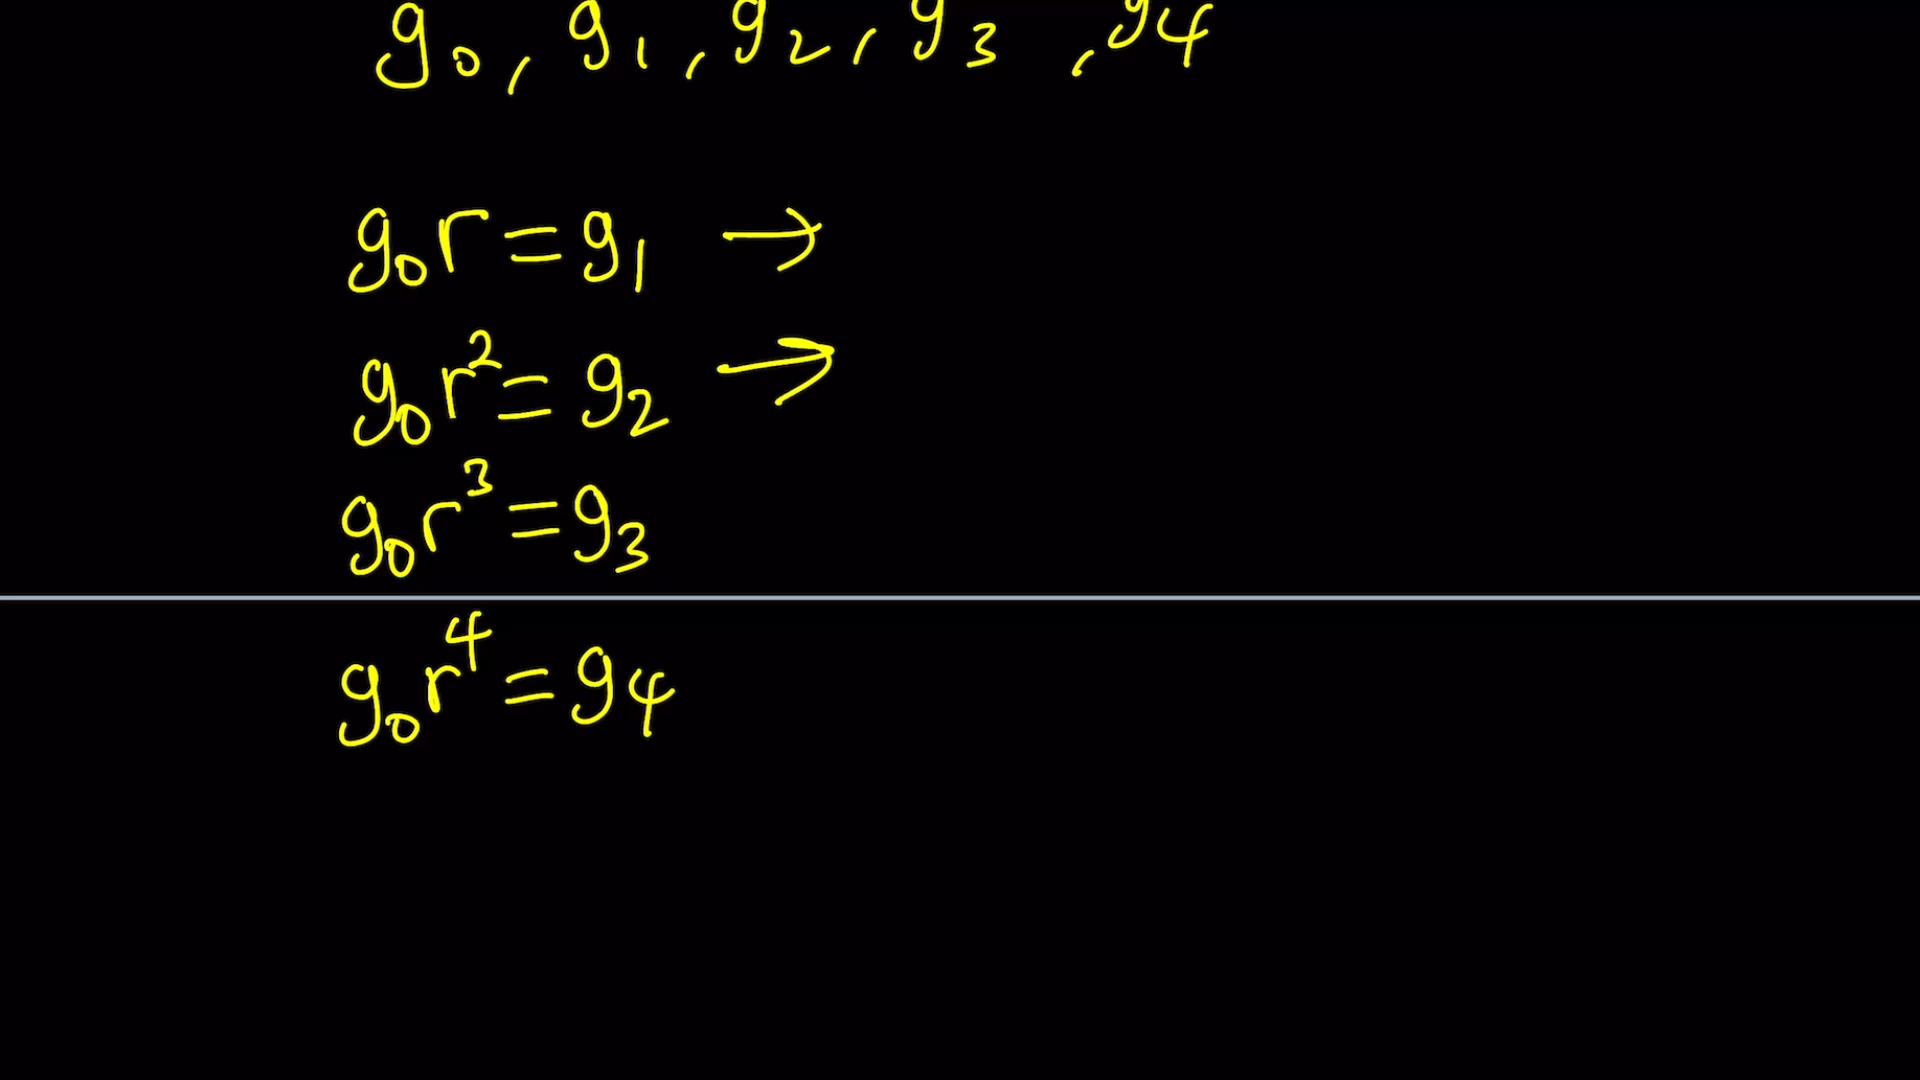 g₀, g₁, g₂, g₃, g₄
g₀r = g₁ →
g₀r² = g₂ →
g₀r³ = g₃
g₀r⁴ = g₄